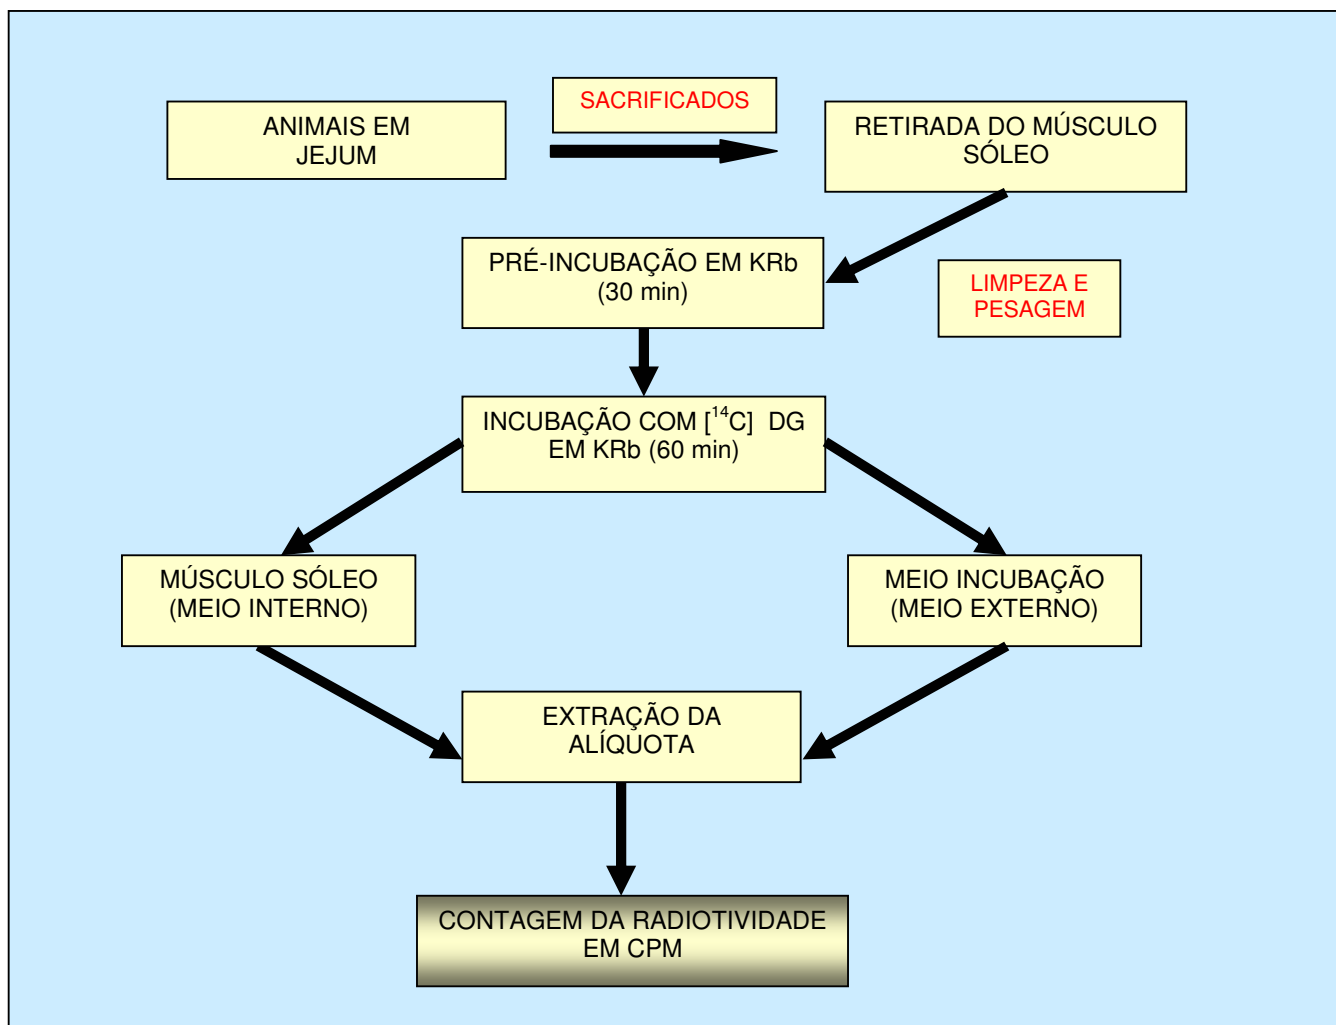 ANIMAIS EM
JEJUM
SACRIFICADOS
RETIRADA DO MÚSCULO
SÓLEO
PRÉ-INCUBAÇÃO EM KRb
(30 min)
LIMPEZA E
PESAGEM
INCUBAÇÃO COM [¹⁴C] DG
EM KRb (60 min)
MÚSCULO SÓLEO
(MEIO INTERNO)
MEIO INCUBAÇÃO
(MEIO EXTERNO)
EXTRAÇÃO DA
ALÍQUOTA
CONTAGEM DA RADIOTIVIDADE
EM CPM